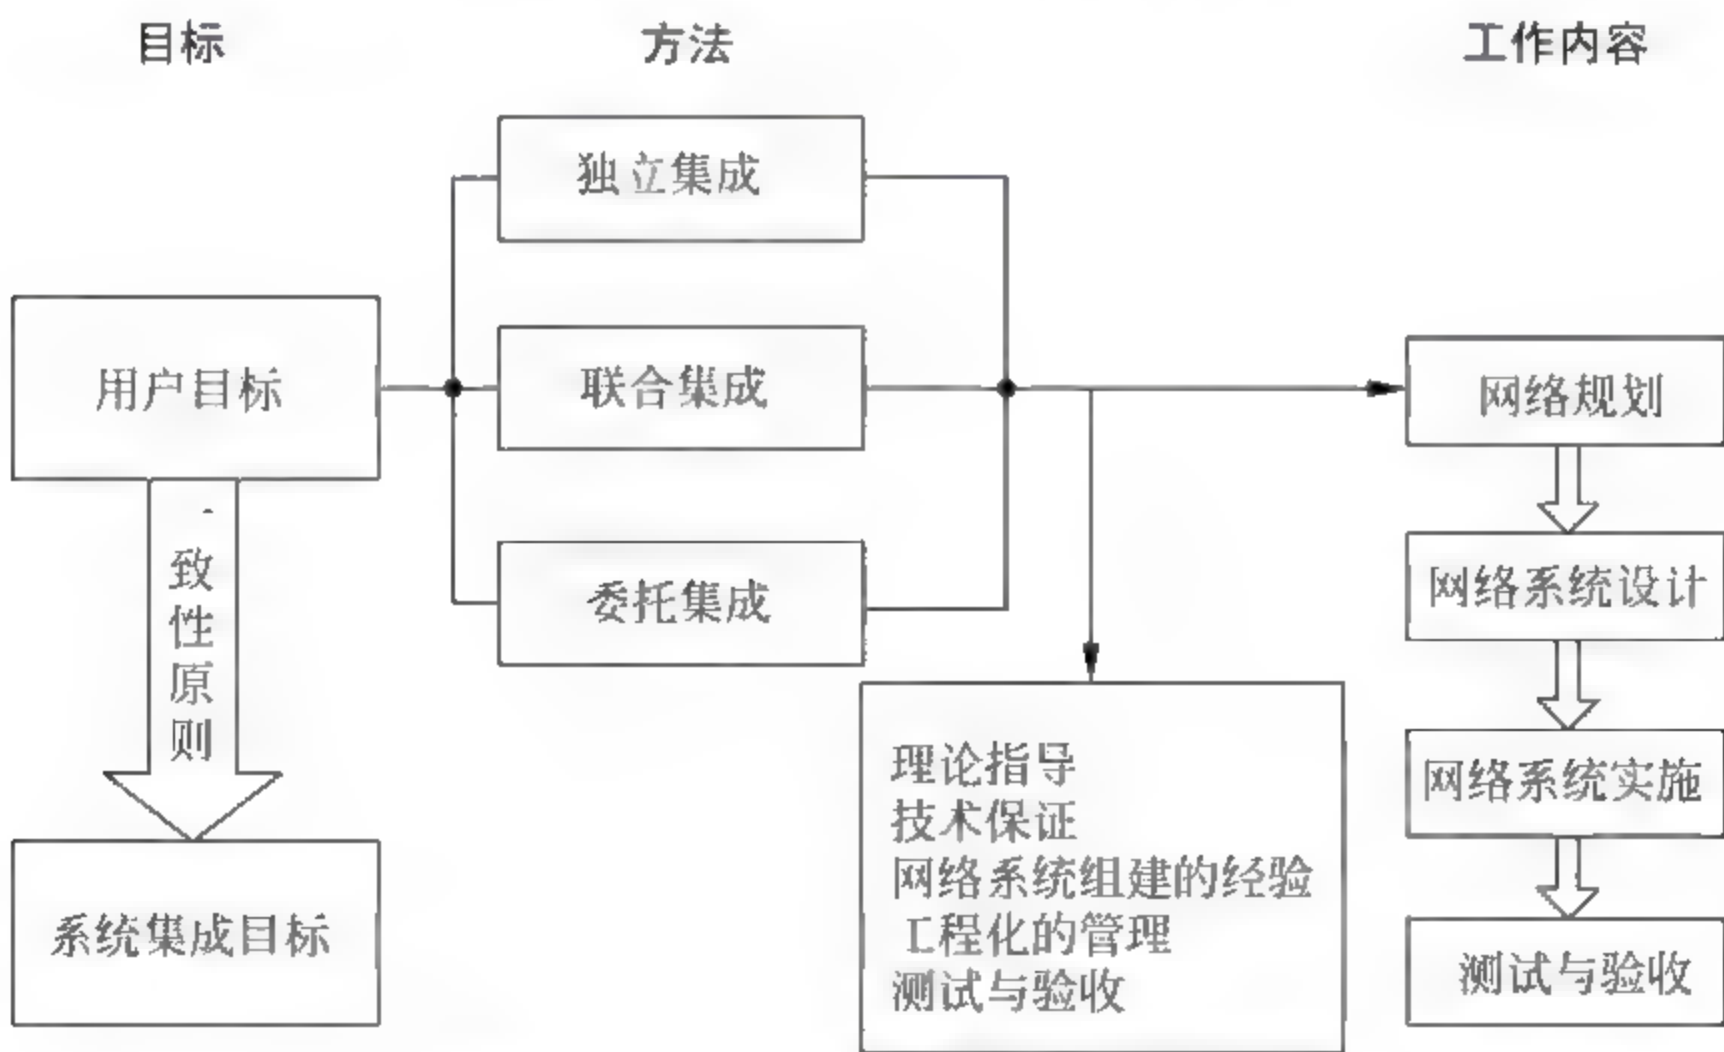 目标
方法
工作内容
独立集成
用户目标
联合集成
网络规划
一致性原则
委托集成
网络系统设计
理论指导
技术保证
网络系统组建的经验
工程化的管理
测试与验收
网络系统实施
系统集成目标
测试与验收